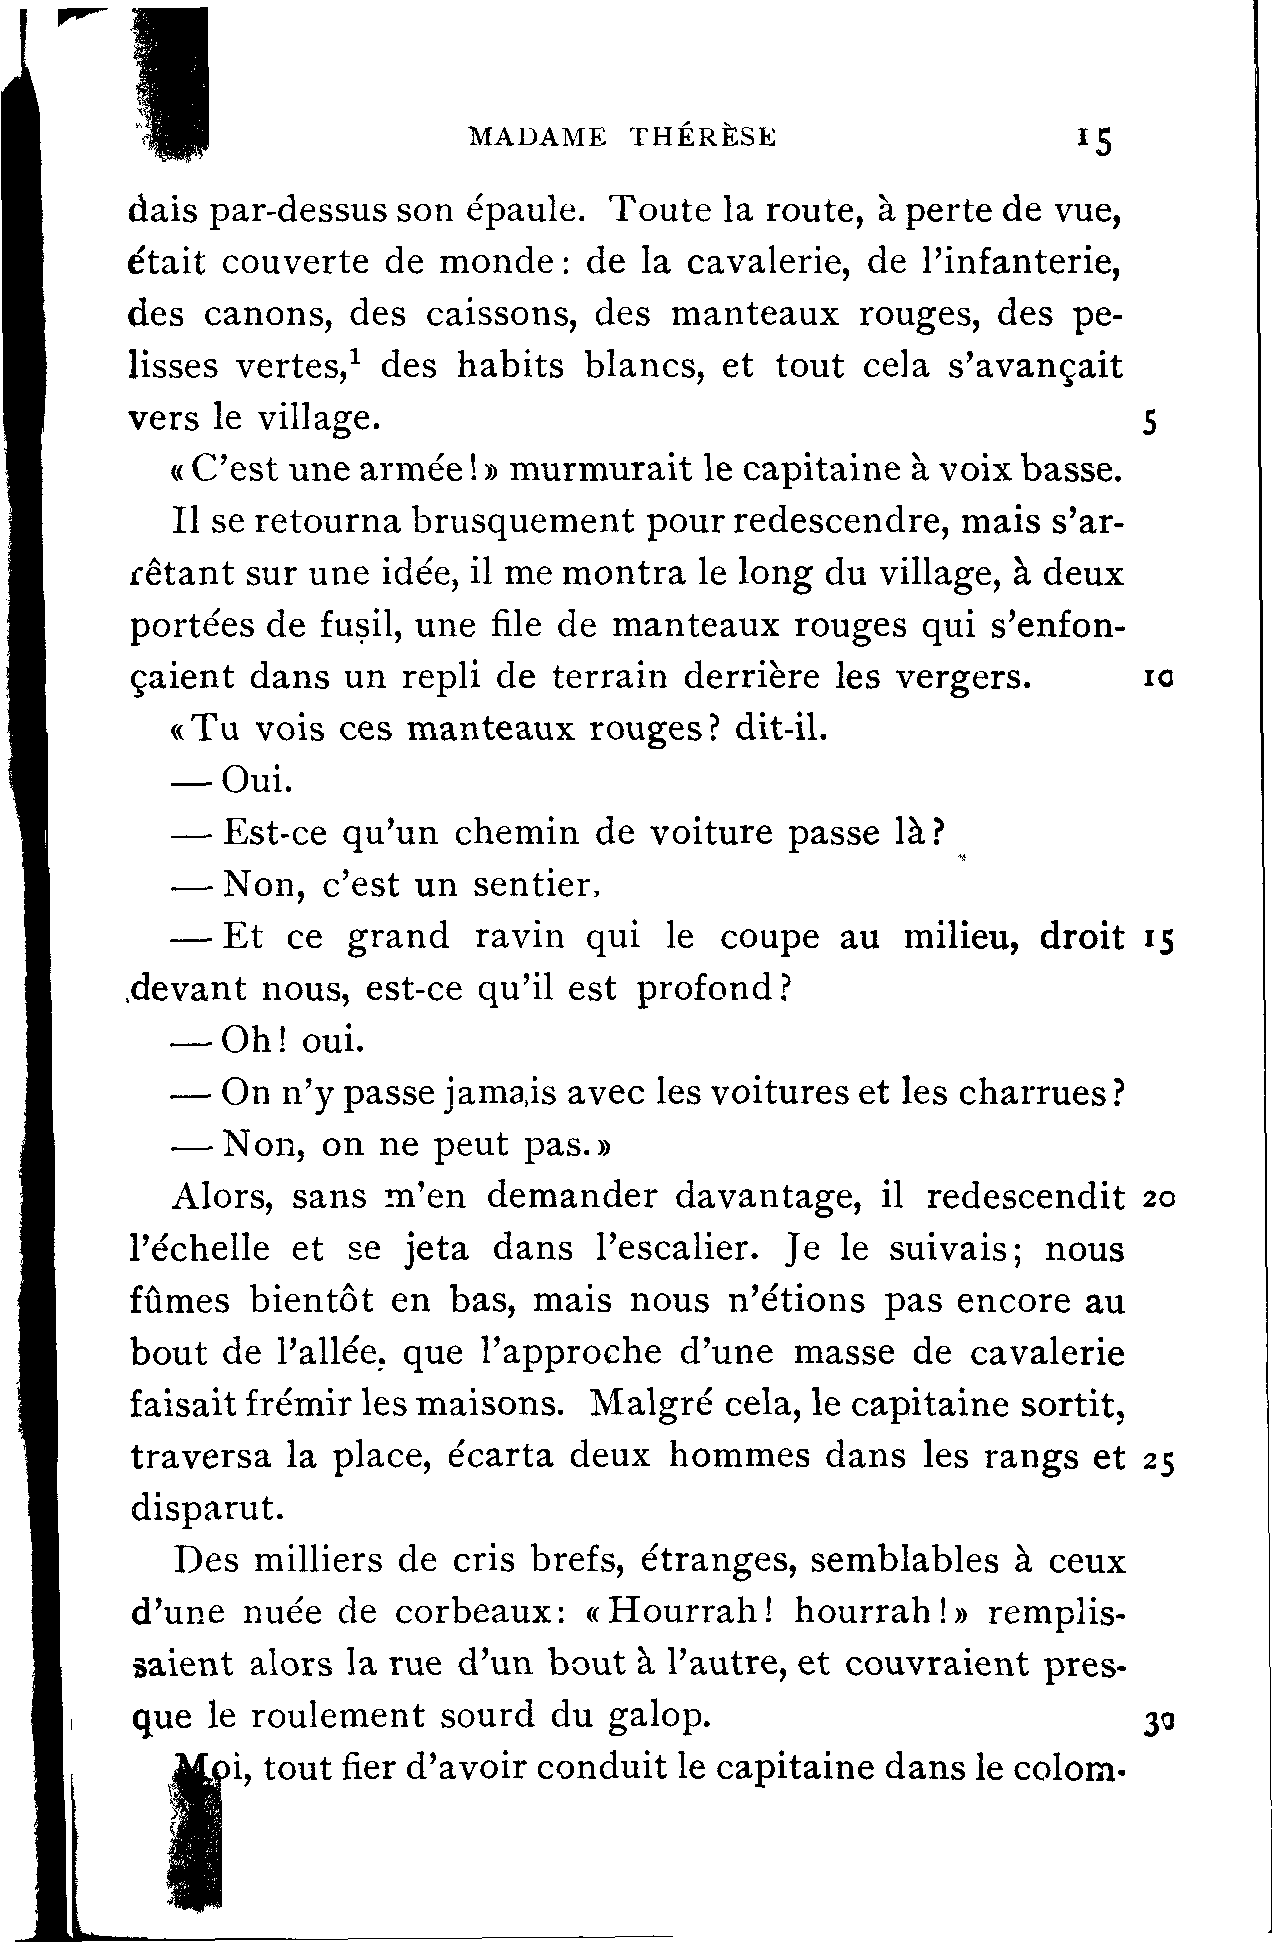 MADAME THÉRÈSE 15
dais par-dessus son épaule. Toute la route, à perte de vue,
était couverte de monde: de la cavalerie, de l'infanterie,
des canons, des caissons, des manteaux rouges, des pe-
lisses vertes,¹ des habits blancs, et tout cela s'avançait
vers le village. 5
« C'est une armée! » murmurait le capitaine à voix basse.
Il se retourna brusquement pour redescendre, mais s'ar-
rêtant sur une idée, il me montra le long du village, à deux
portées de fusil, une file de manteaux rouges qui s'enfon-
çaient dans un repli de terrain derrière les vergers. 10
« Tu vois ces manteaux rouges? dit-il.
— Oui.
— Est-ce qu'un chemin de voiture passe là?
— Non, c'est un sentier.
— Et ce grand ravin qui le coupe au milieu, droit 15
devant nous, est-ce qu'il est profond?
— Oh! oui.
— On n'y passe jamais avec les voitures et les charrues?
— Non, on ne peut pas. »
Alors, sans m'en demander davantage, il redescendit 20
l'échelle et se jeta dans l'escalier. Je le suivais; nous
fûmes bientôt en bas, mais nous n'étions pas encore au
bout de l'allée, que l'approche d'une masse de cavalerie
faisait frémir les maisons. Malgré cela, le capitaine sortit,
traversa la place, écarta deux hommes dans les rangs et 25
disparut.
Des milliers de cris brefs, étranges, semblables à ceux
d'une nuée de corbeaux: « Hourrah! hourrah! » remplis-
saient alors la rue d'un bout à l'autre, et couvraient pres-
que le roulement sourd du galop. 30
Moi, tout fier d'avoir conduit le capitaine dans le colom-